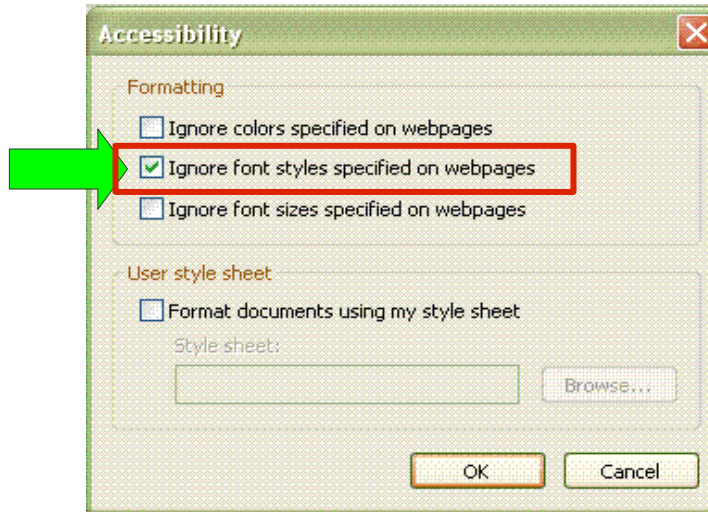 Accessibility
Formatting
Ignore colors specified on webpages
Ignore font styles specified on webpages
Ignore font sizes specified on webpages
User style sheet
Format documents using my style sheet
Style sheet:
Browse...
OK Cancel